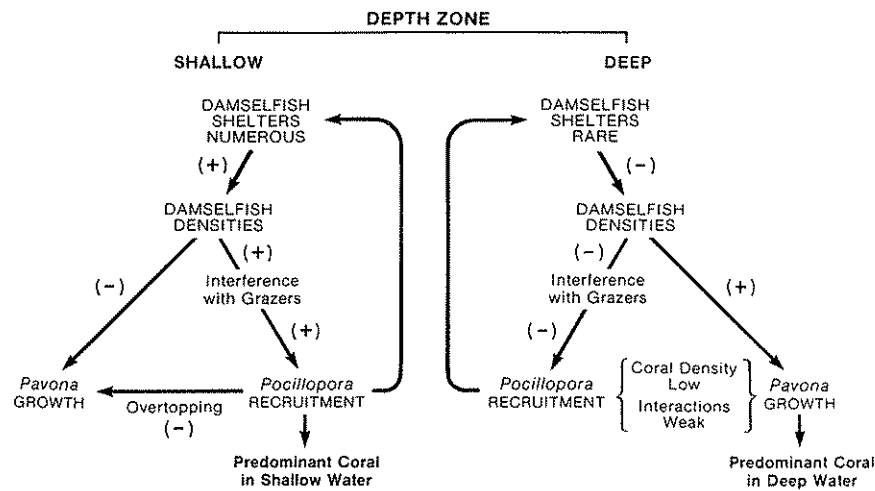 DEPTH ZONE
SHALLOW
DAMSELFISH
SHELTERS
NUMEROUS
(+)
DAMSELFISH
DENSITIES
(+)
(−)
Interference
with Grazers
(+)
Pavona
GROWTH
Overtopping
(−)
Pocillopora
RECRUITMENT
Predominant Coral
in Shallow Water
DEEP
DAMSELFISH
SHELTERS
RARE
(−)
DAMSELFISH
DENSITIES
(−)
Interference
with Grazers
(+)
(−)
Pocillopora
RECRUITMENT
Coral Density
Low
Interactions
Weak
Pavona
GROWTH
Predominant Coral
in Deep Water